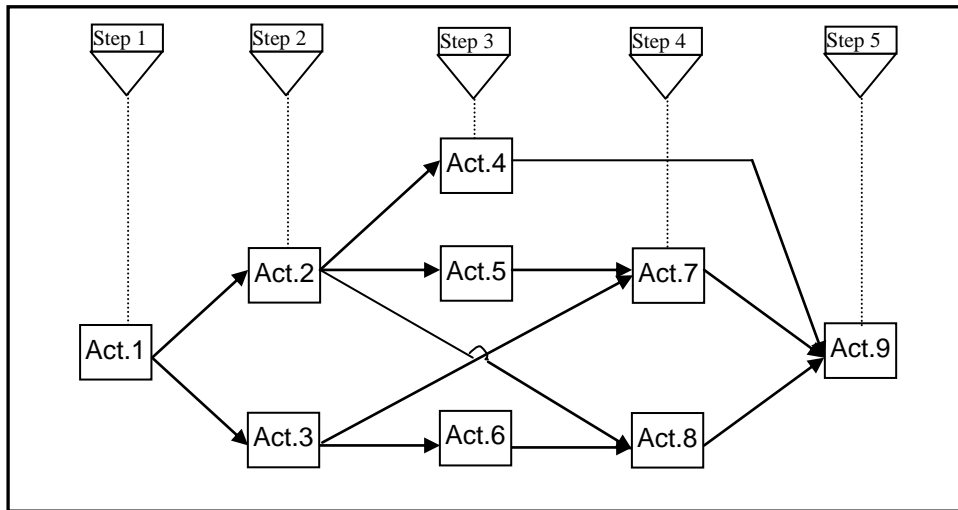 Step 1
Step 2
Step 3
Step 4
Step 5
Act.4
Act.2
Act.5
Act.7
Act.1
Act.9
Act.3
Act.6
Act.8